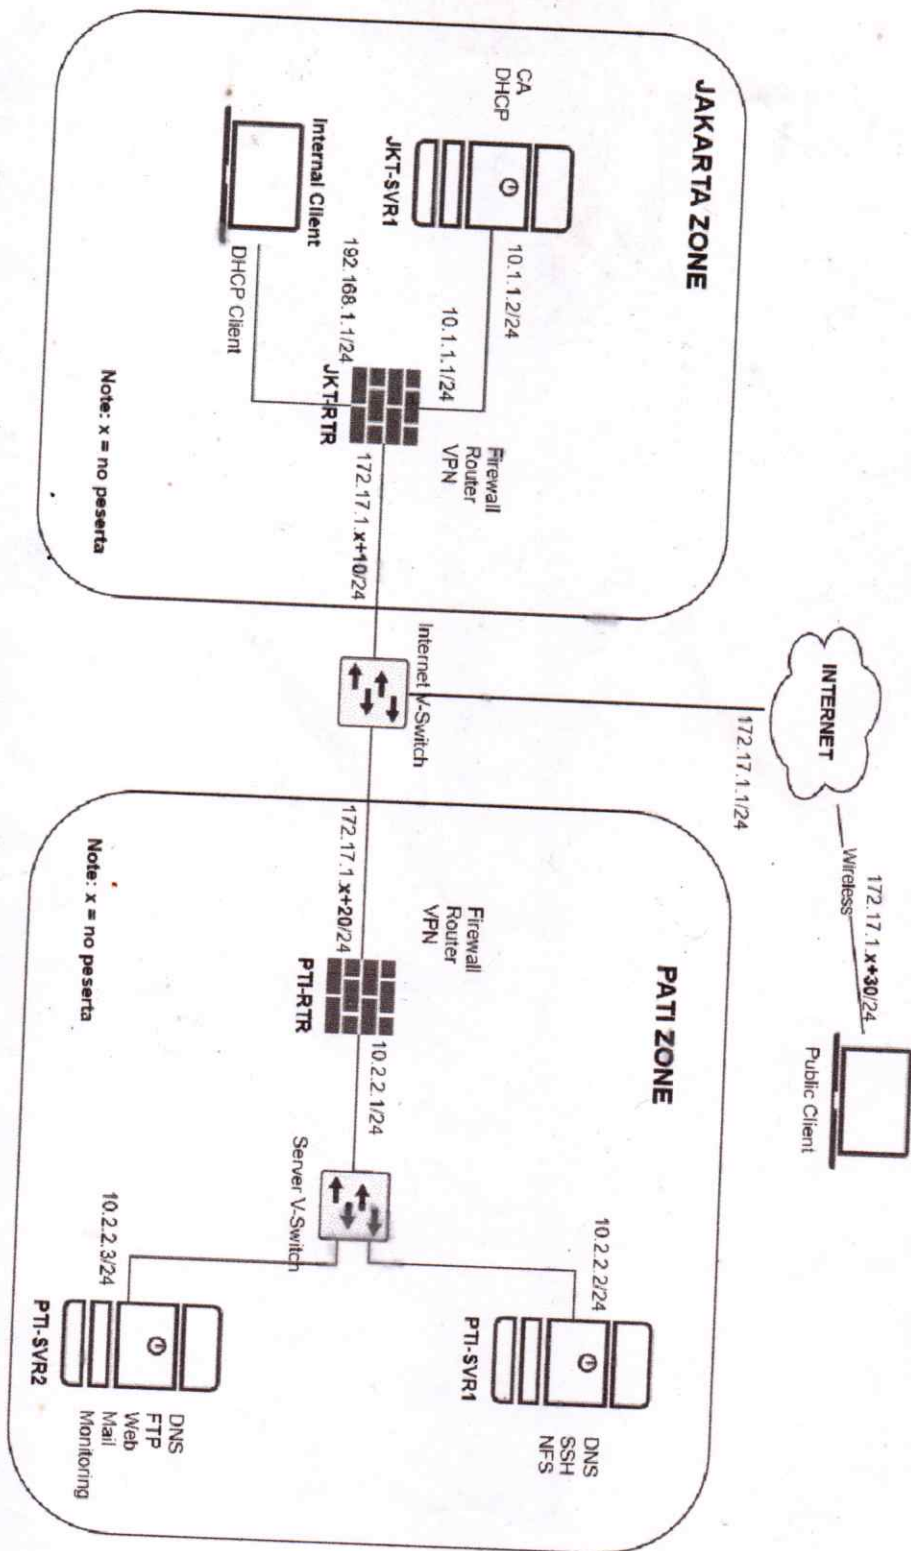 JAKARTA ZONE
CA
DHCP
JKT-SVR1
10.1.1.2/24
Internal Client
DHCP Client
192.168.1.1/24
10.1.1.1/24
JKT-RTR
Firewall
Router
VPN
172.17.1.x+10/24
Note: x = no peserta
Internet V-Switch
INTERNET
172.17.1.1/24
Wireless
172.17.1.x+30/24
Public Client
PATI ZONE
172.17.1.x+20/24
Firewall
Router
VPN
PTI-RTR
10.2.2.1/24
Server V-Switch
10.2.2.2/24
PTI-SVR1
DNS
SSH
NFS
10.2.2.3/24
PTI-SVR2
DNS
FTP
Web
Mail
Monitoring
Note: x = no peserta